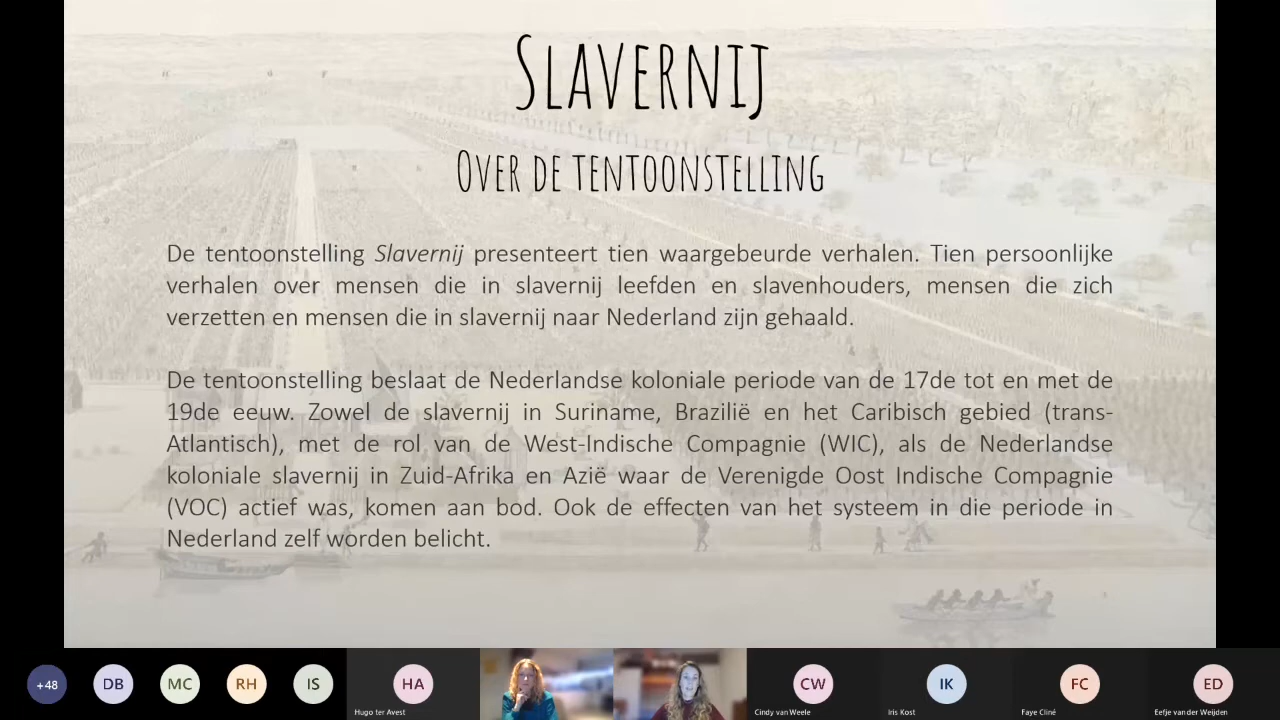 SLAVERNIJ
OVER DE TENTOONSTELLING
De tentoonstelling Slavernij presenteert tien waargebeurde verhalen. Tien persoonlijke
verhalen over mensen die in slavernij leefden en slavenhouders, mensen die zich
verzetten en mensen die in slavernij naar Nederland zijn gehaald.
De tentoonstelling beslaat de Nederlandse koloniale periode van de 17de tot en met de
19de eeuw. Zowel de slavernij in Suriname, Brazilië en het Caribisch gebied (trans-
Atlantisch), met de rol van de West-Indische Compagnie (WIC), als de Nederlandse
koloniale slavernij in Zuid-Afrika en Azië waar de Verenigde Oost Indische Compagnie
(VOC) actief was, komen aan bod. Ook de effecten van het systeem in die periode in
Nederland zelf worden belicht.
+48 DB MC RH IS HA CW IK FC ED
Hugo ter Avest Cindy van Weele Iris Kost Faye Cliné Eefje van der Weijden